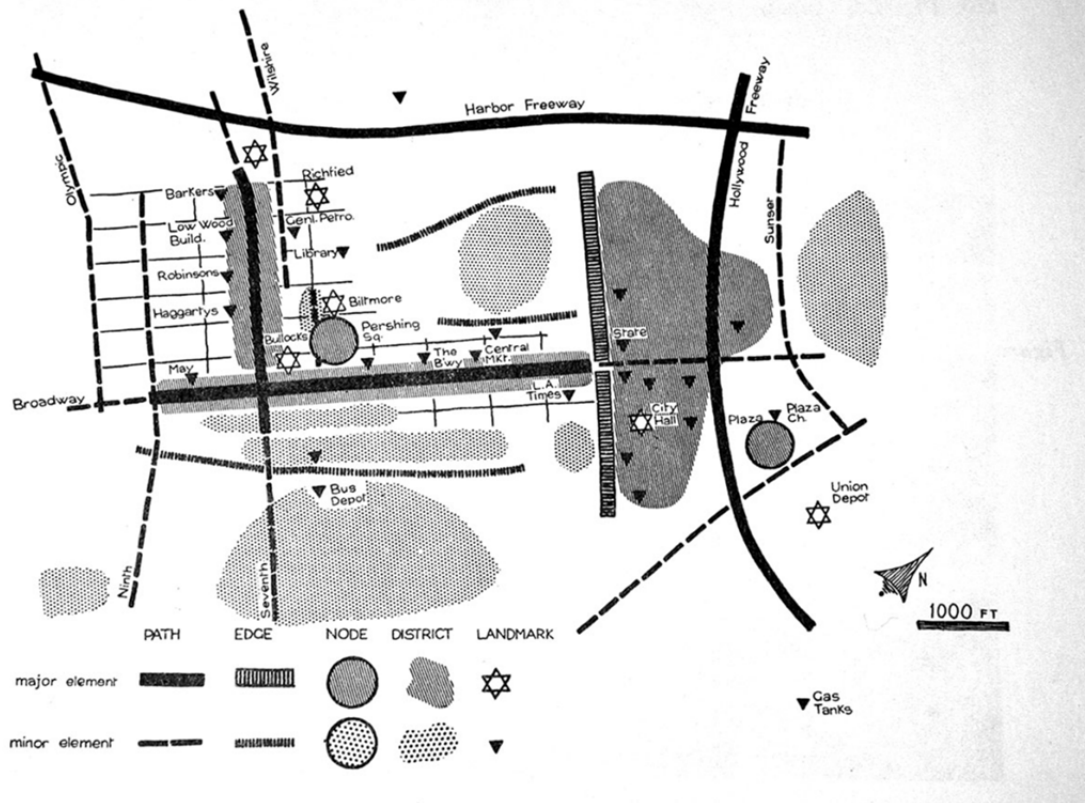 Wilshire
Harbor Freeway
Freeway
Hollywood
Olympic
Sunset
Barkers
Richfield
Low Wood
Build.
Genl. Petro.
Library
Robinsons
Haggartys
Biltmore
Pershing
Sq.
Bullocks
State
The
B'wy
Central
Mkt.
May
Broadway
L.A.
Times
City
Hall
Plaza
Plaza
Ch.
Bus
Depot
Union
Depot
Ninth
Seventh
N
1000 FT
PATH EDGE NODE DISTRICT LANDMARK
major element
minor element
Gas
Tanks